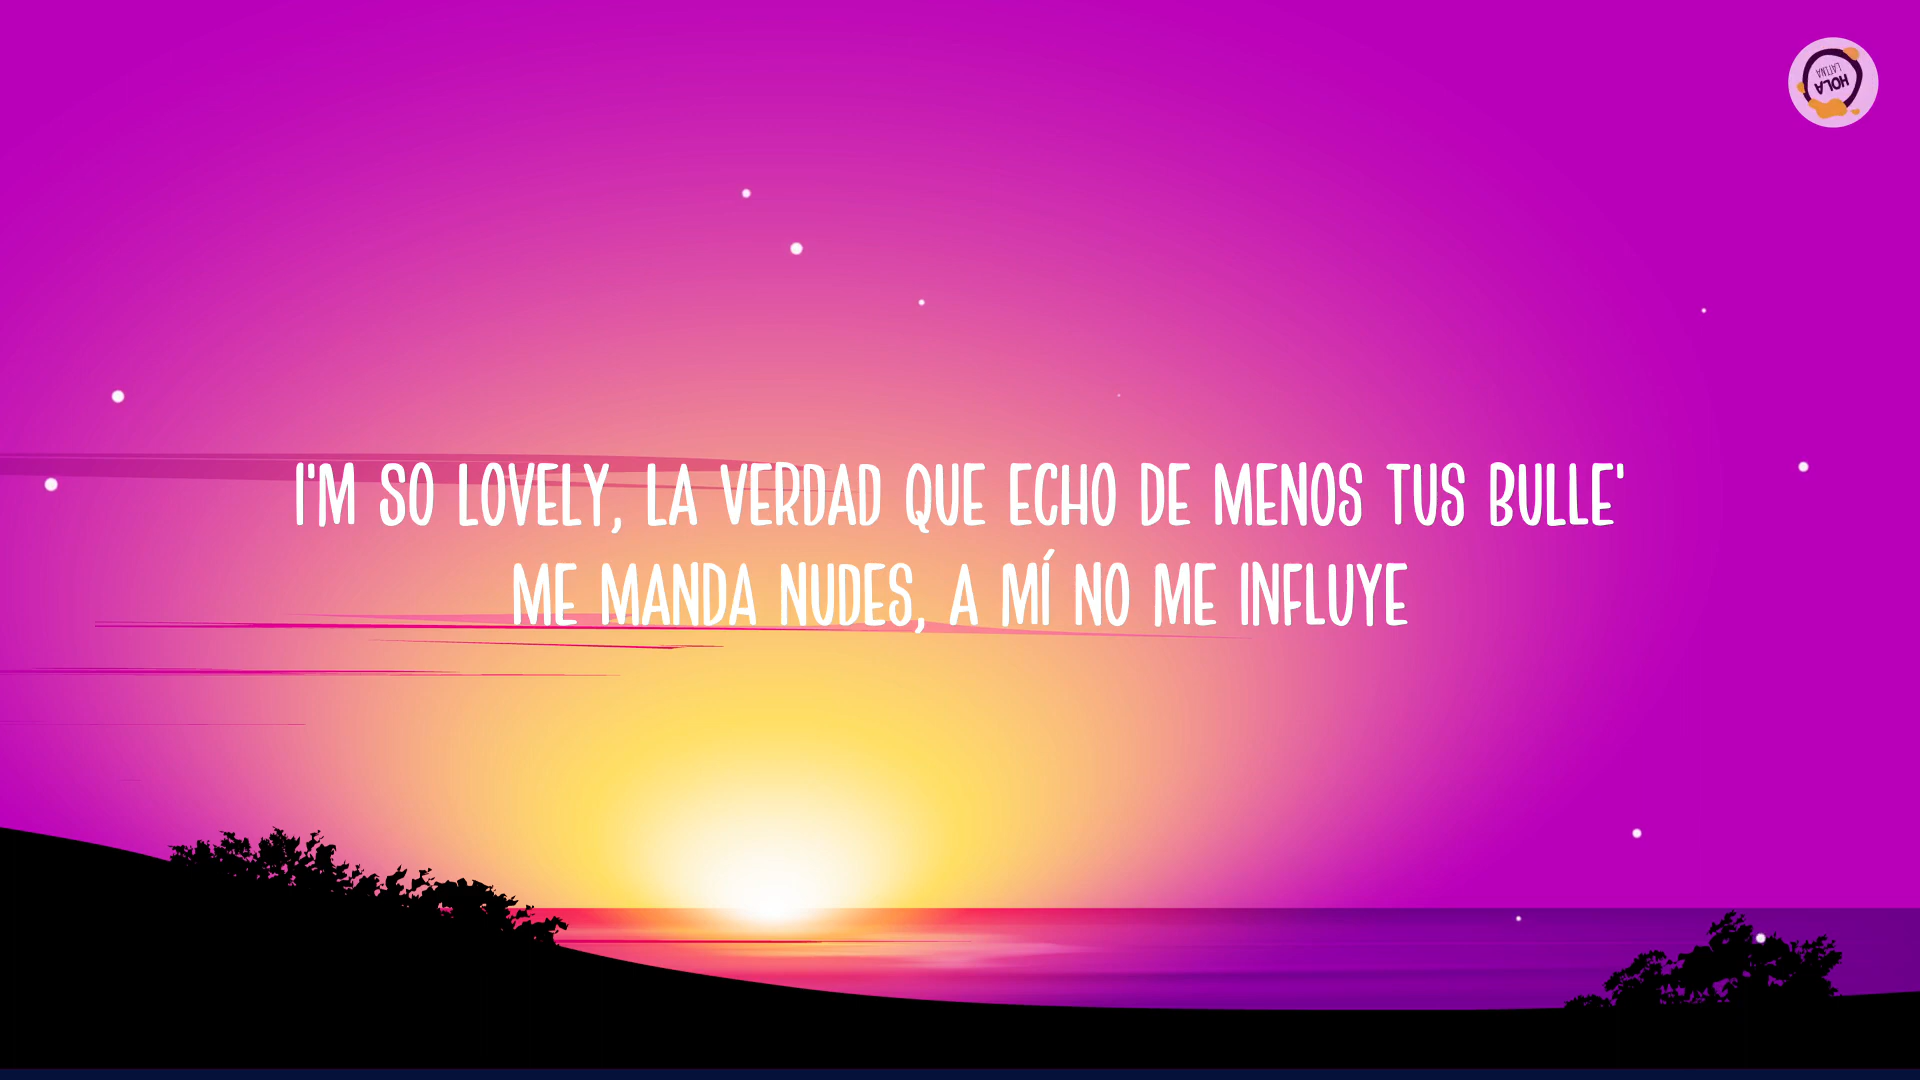 HOLA
LATINA
I'M SO LOVELY, LA VERDAD QUE ECHO DE MENOS TUS BULLE'
ME MANDA NUDES, A MÍ NO ME INFLUYE